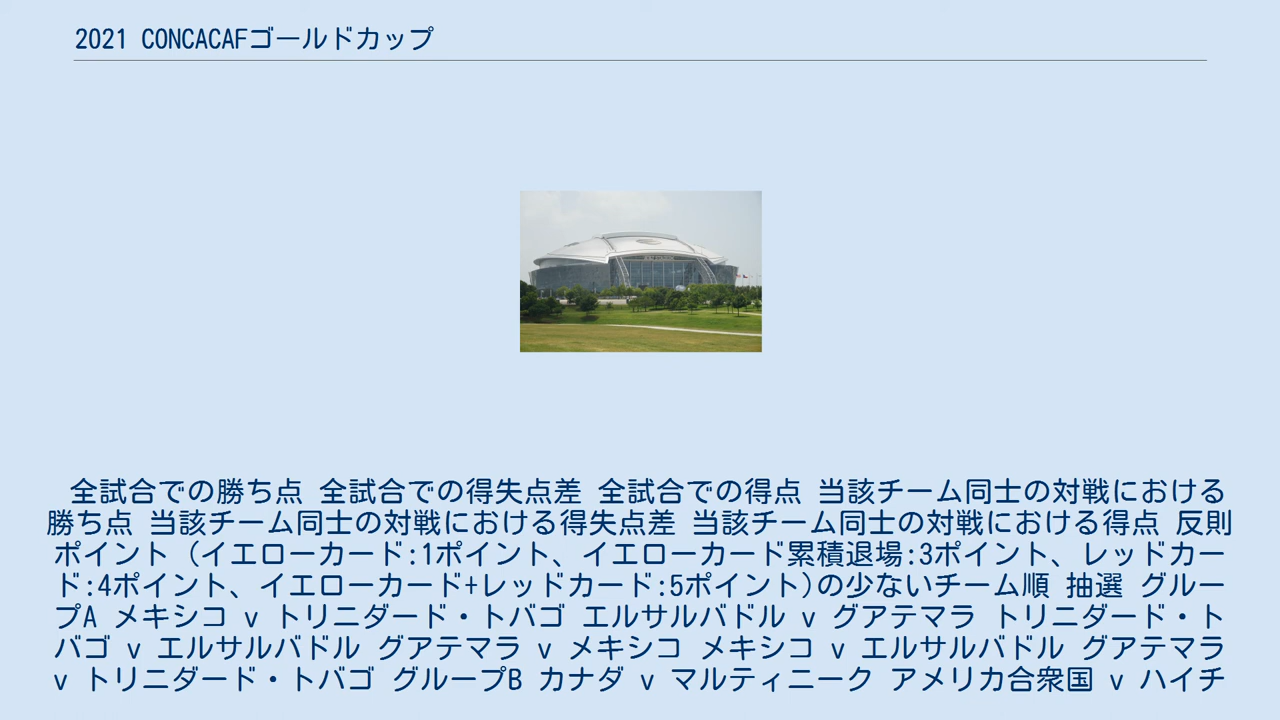 2021 CONCACAFゴールドカップ
全試合での勝ち点 全試合での得失点差 全試合での得点 当該チーム同士の対戦における
勝ち点 当該チーム同士の対戦における得失点差 当該チーム同士の対戦における得点 反則
ポイント (イエローカード:1ポイント、イエローカード累積退場:3ポイント、レッドカー
ド:4ポイント、イエローカード+レッドカード:5ポイント)の少ないチーム順 抽選 グルー
プA メキシコ v トリニダード・トバゴ エルサルバドル v グアテマラ トリニダード・ト
バゴ v エルサルバドル グアテマラ v メキシコ メキシコ v エルサルバドル グアテマラ
v トリニダード・トバゴ グループB カナダ v マルティニーク アメリカ合衆国 v ハイチ